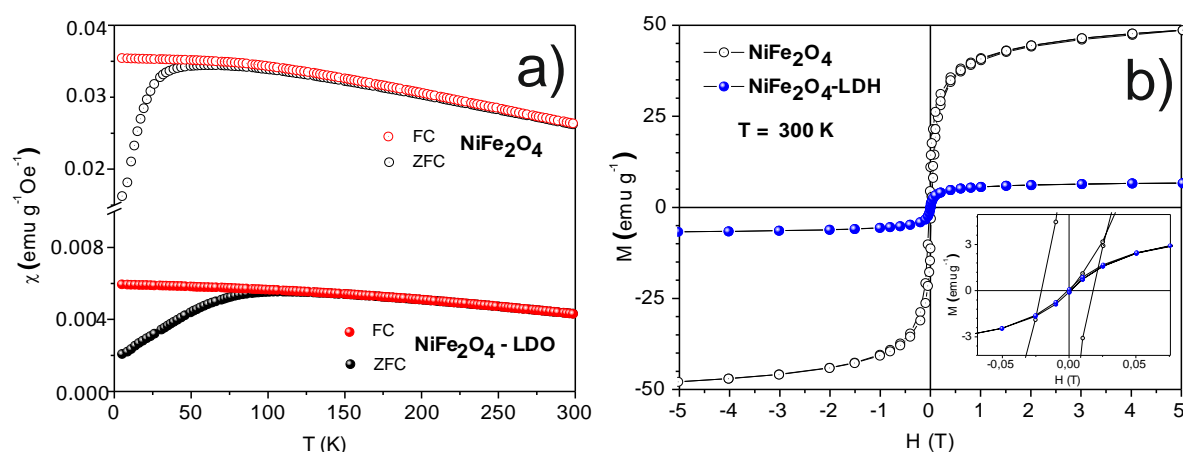 a)
χ (emu g⁻¹Oe⁻¹)
0.04
0.03
0.02
0.008
0.004
0.000
FC
ZFC
NiFe₂O₄
FC
ZFC
NiFe₂O₄ - LDO
0 50 100 150 200 250 300
T (K)
b)
M (emu g⁻¹)
50
25
0
-25
-50
NiFe₂O₄
NiFe₂O₄-LDH
T = 300 K
-5 -4 -3 -2 -1 0 1 2 3 4 5
H (T)
M (emu g⁻¹)
3
0
-3
-0,05 0,00 0,05
H (T)